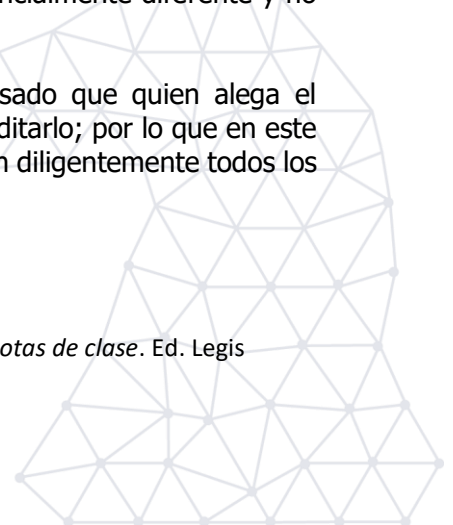 diferente y no
sado que quien alega el
ditarlo; por lo que en este
n diligentemente todos los
otas de clase. Ed. Legis